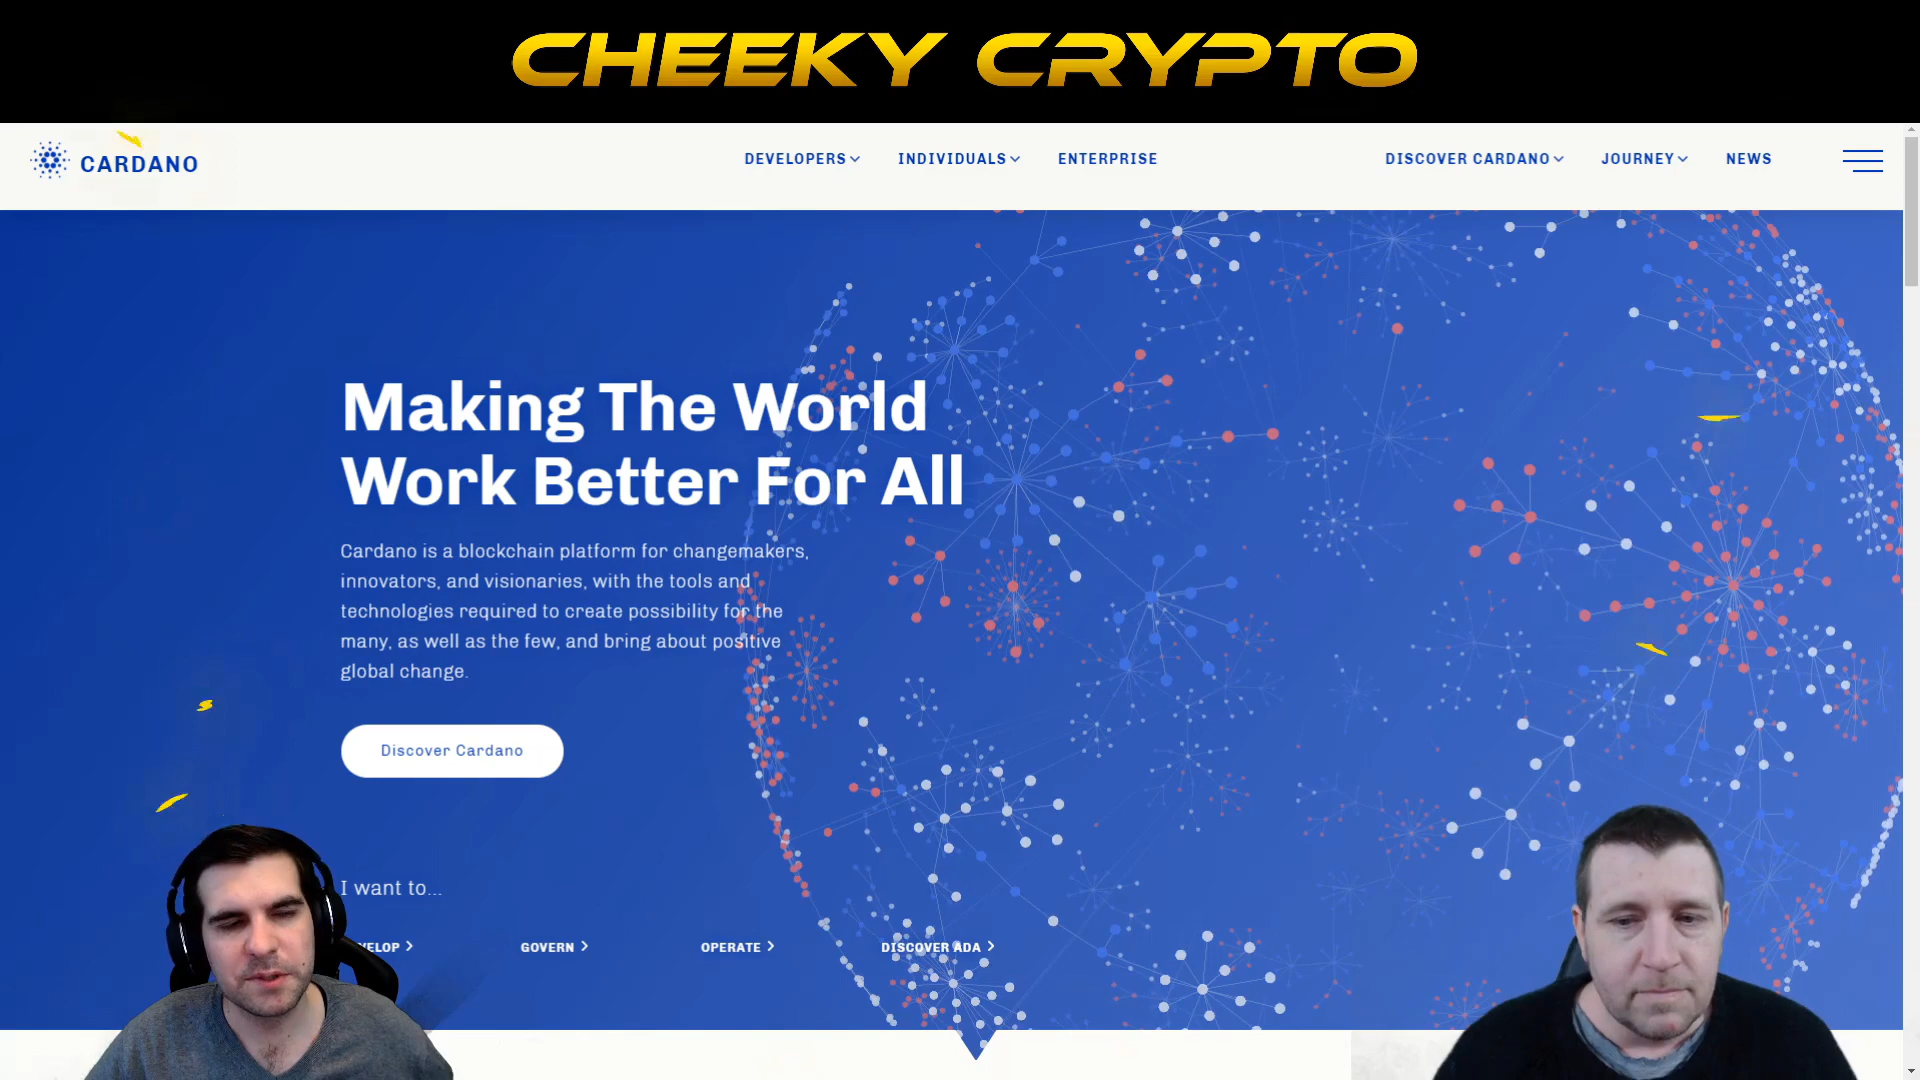 CHEEKY CRYPTO
CARDANO
DEVELOPERS INDIVIDUALS ENTERPRISE DISCOVER CARDANO JOURNEY NEWS
Making The World
Work Better For All
Cardano is a blockchain platform for changemakers,
innovators, and visionaries, with the tools and
technologies required to create possibility for the
many, as well as the few, and bring about positive
global change.
Discover Cardano
I want to...
VELOP GOVERN OPERATE DISCOVER ADA